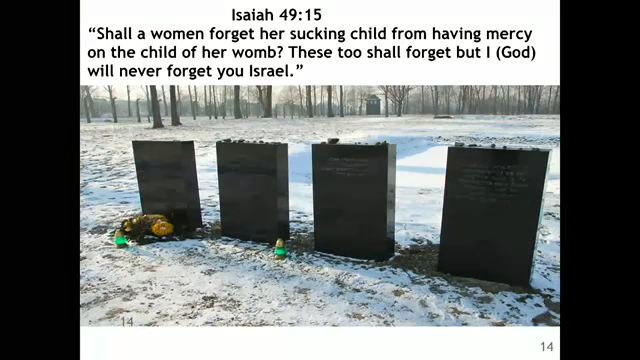 Isaiah 49:15
“Shall a women forget her sucking child from having mercy
on the child of her womb? These too shall forget but I (God)
will never forget you Israel.”
14
14